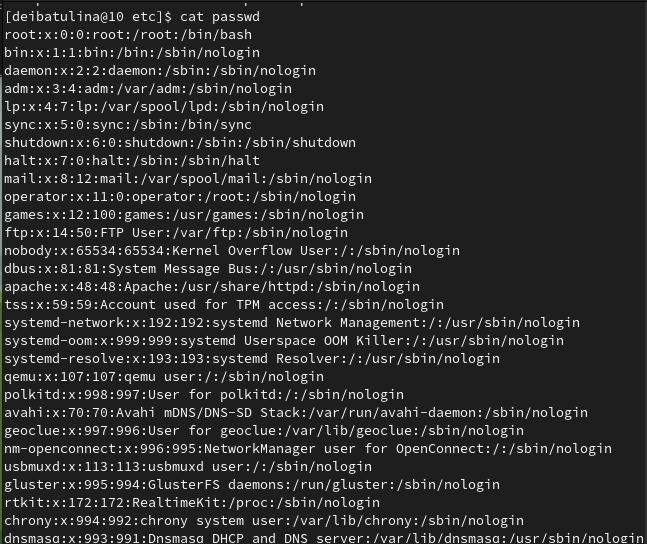 [deibatulina@10 etc]$ cat passwd
root:x:0:0:root:/root:/bin/bash
bin:x:1:1:bin:/bin:/sbin/nologin
daemon:x:2:2:daemon:/sbin:/sbin/nologin
adm:x:3:4:adm:/var/adm:/sbin/nologin
lp:x:4:7:lp:/var/spool/lpd:/sbin/nologin
sync:x:5:0:sync:/sbin:/bin/sync
shutdown:x:6:0:shutdown:/sbin:/sbin/shutdown
halt:x:7:0:halt:/sbin:/sbin/halt
mail:x:8:12:mail:/var/spool/mail:/sbin/nologin
operator:x:11:0:operator:/root:/sbin/nologin
games:x:12:100:games:/usr/games:/sbin/nologin
ftp:x:14:50:FTP User:/var/ftp:/sbin/nologin
nobody:x:65534:65534:Kernel Overflow User:/:/sbin/nologin
dbus:x:81:81:System Message Bus:/:/usr/sbin/nologin
apache:x:48:48:Apache:/usr/share/httpd:/sbin/nologin
tss:x:59:59:Account used for TPM access:/:/sbin/nologin
systemd-network:x:192:192:systemd Network Management:/:/usr/sbin/nologin
systemd-oom:x:999:999:systemd Userspace OOM Killer:/:/usr/sbin/nologin
systemd-resolve:x:193:193:systemd Resolver:/:/usr/sbin/nologin
qemu:x:107:107:qemu user:/:/sbin/nologin
polkitd:x:998:997:User for polkitd:/:/sbin/nologin
avahi:x:70:70:Avahi mDNS/DNS-SD Stack:/var/run/avahi-daemon:/sbin/nologin
geoclue:x:997:996:User for geoclue:/var/lib/geoclue:/sbin/nologin
nm-openconnect:x:996:995:NetworkManager user for OpenConnect:/:/sbin/nologin
usbmuxd:x:113:113:usbmuxd user:/:/sbin/nologin
gluster:x:995:994:GlusterFS daemons:/run/gluster:/sbin/nologin
rtkit:x:172:172:RealtimeKit:/proc:/sbin/nologin
chrony:x:994:992:chrony system user:/var/lib/chrony:/sbin/nologin
dnsmasq:x:993:991:Dnsmasq DHCP and DNS server:/var/lib/dnsmasq:/usr/sbin/nologin